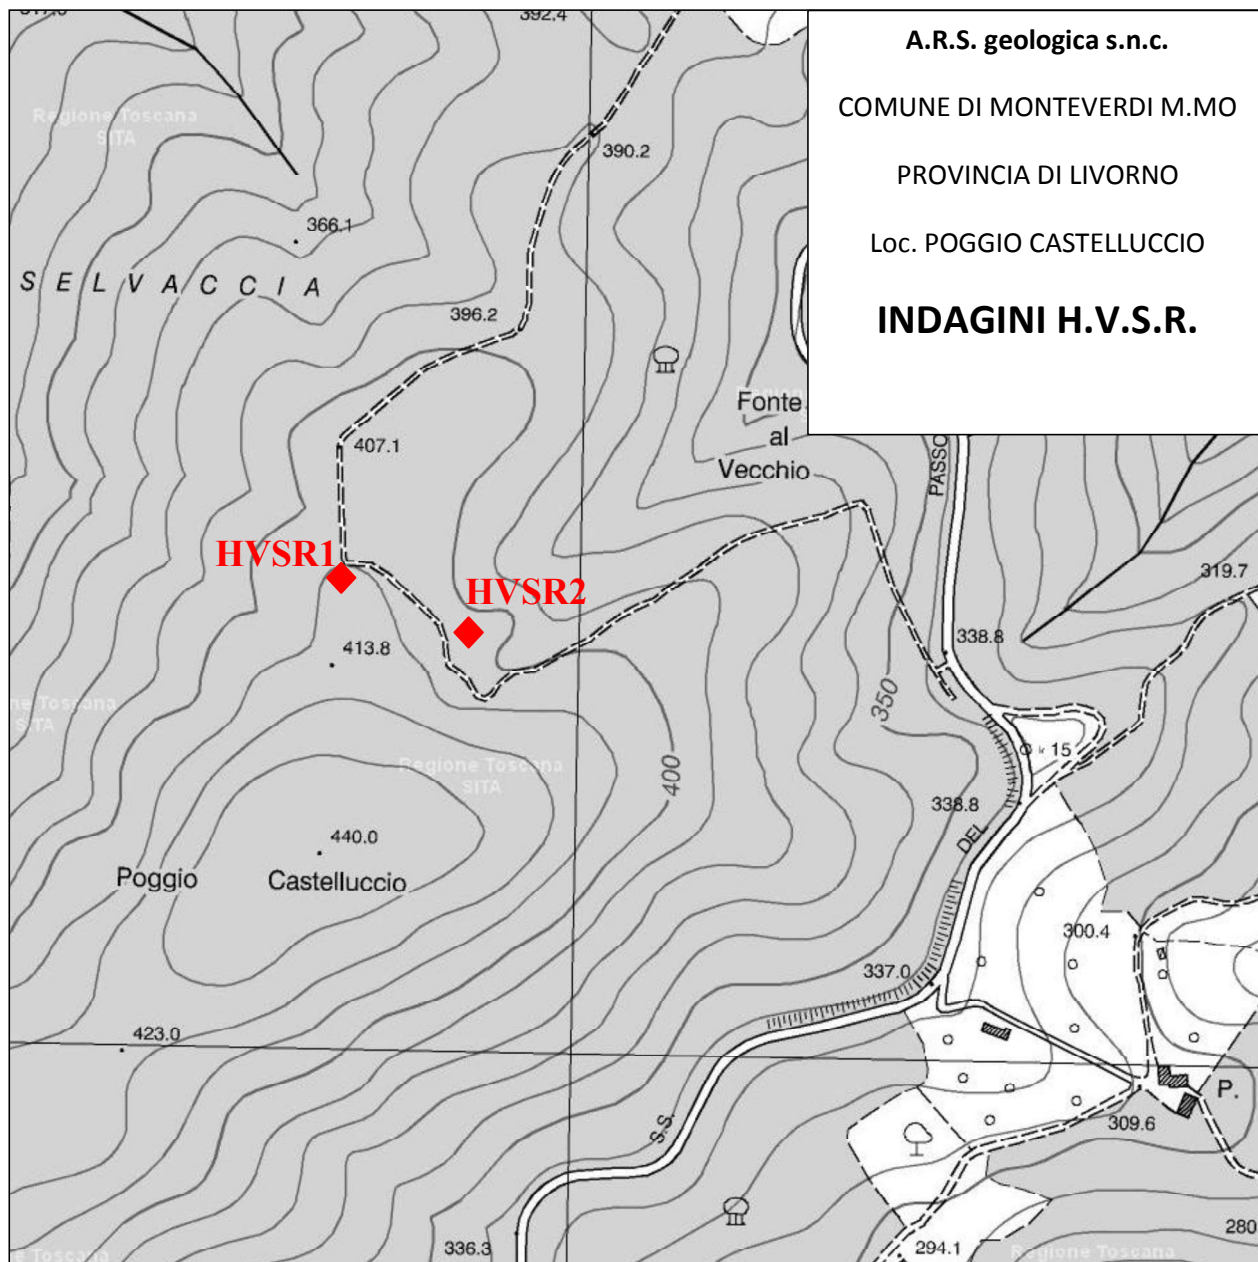 A.R.S. geologica s.n.c.
COMUNE DI MONTEVERDI M.MO
PROVINCIA DI LIVORNO
Loc. POGGIO CASTELLUCCIO
INDAGINI H.V.S.R.
392.4
Regione Toscana
SITA
390.2
366.1
SELVACCIA
396.2
Fonte
al
Vecchio
407.1
PASSO
HVSR1
HVSR2
319.7
338.8
413.8
350
Regione Toscana
SITA
400
15
338.8
DEL
440.0
Poggio Castelluccio
300.4
337.0
423.0
P.
309.6
S.S.
336.3
294.1
280
Regione Toscana